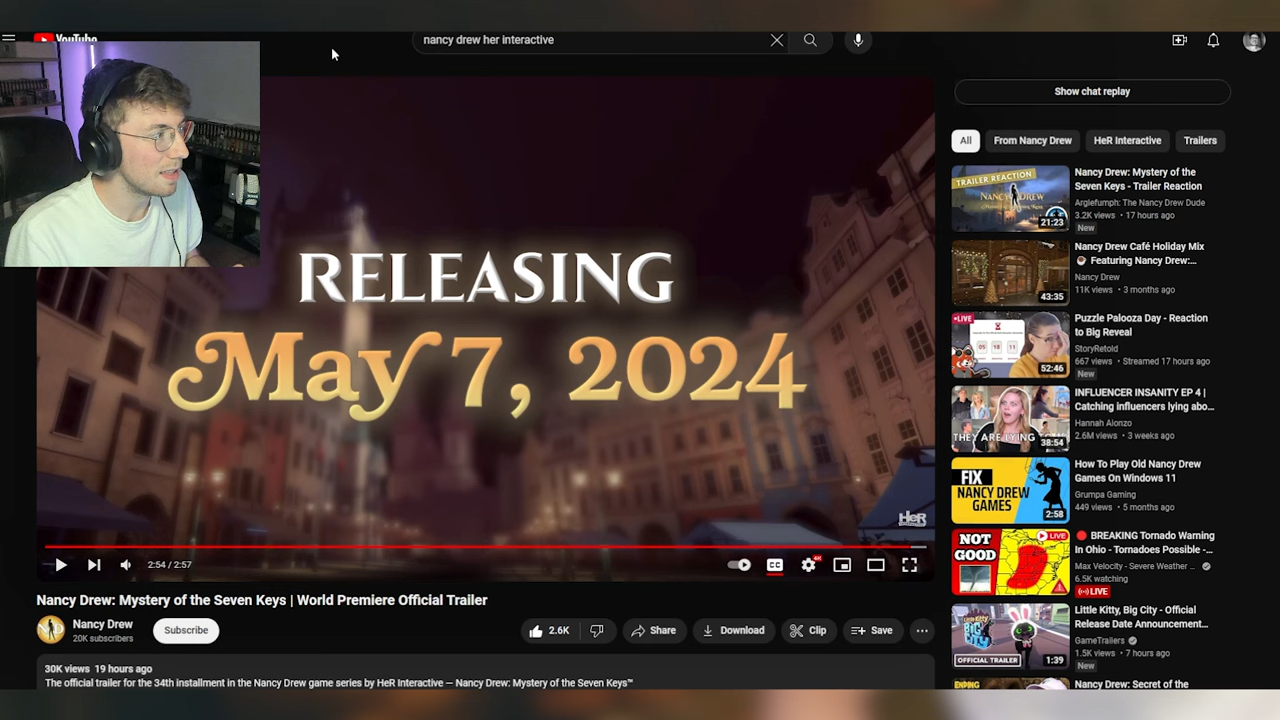 YouTube
nancy drew her interactive
RELEASING
May 7, 2024
HeR
2:54 / 2:57
CC
4K
Nancy Drew: Mystery of the Seven Keys | World Premiere Official Trailer
Nancy Drew
20K subscribers
Subscribe
2.6K
Share
Download
Clip
Save
30K views 19 hours ago
The official trailer for the 34th installment in the Nancy Drew game series by HeR Interactive — Nancy Drew: Mystery of the Seven Keys™
Show chat replay
All
From Nancy Drew
HeR Interactive
Trailers
TRAILER REACTION
NANCY DREW
21:23
Nancy Drew: Mystery of the
Seven Keys - Trailer Reaction
Arglefumph: The Nancy Drew Dude
3.2K views • 17 hours ago
New
43:35
Nancy Drew Café Holiday Mix
Featuring Nancy Drew:...
Nancy Drew
11K views • 3 months ago
LIVE
05 18 11
52:46
Puzzle Palooza Day - Reaction
to Big Reveal
StoryRetold
667 views • Streamed 17 hours ago
New
THEY ARE LYING
38:54
INFLUENCER INSANITY EP 4 |
Catching influencers lying abo...
Hannah Alonzo
2.6M views • 3 weeks ago
FIX
NANCY DREW
GAMES
2:58
How To Play Old Nancy Drew
Games On Windows 11
Grumpa Gaming
449 views • 5 months ago
NOT
GOOD
LIVE
BREAKING Tornado Warning
In Ohio - Tornadoes Possible -...
Max Velocity - Severe Weather ...
6.5K watching
LIVE
BIG CITY
OFFICIAL TRAILER
1:39
Little Kitty, Big City - Official
Release Date Announcement...
GameTrailers
1.5K views • 7 hours ago
New
ENDING
Nancy Drew: Secret of the